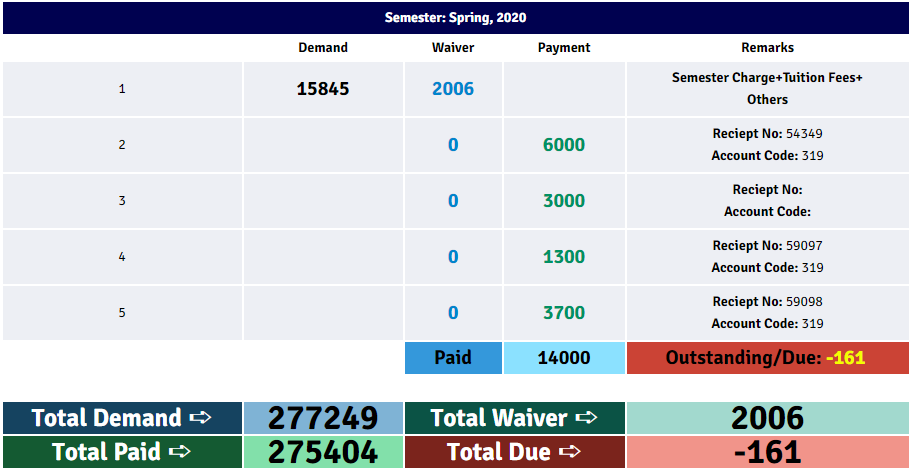 Semester: Spring, 2020
Demand Waiver Payment Remarks
1 15845 2006 Semester Charge+Tuition Fees+
Others
2 0 6000 Reciept No: 54349
Account Code: 319
3 0 3000 Reciept No:
Account Code:
4 0 1300 Reciept No: 59097
Account Code: 319
5 0 3700 Reciept No: 59098
Account Code: 319
Paid 14000 Outstanding/Due: -161
Total Demand ➪ 277249 Total Waiver ➪ 2006
Total Paid ➪ 275404 Total Due ➪ -161